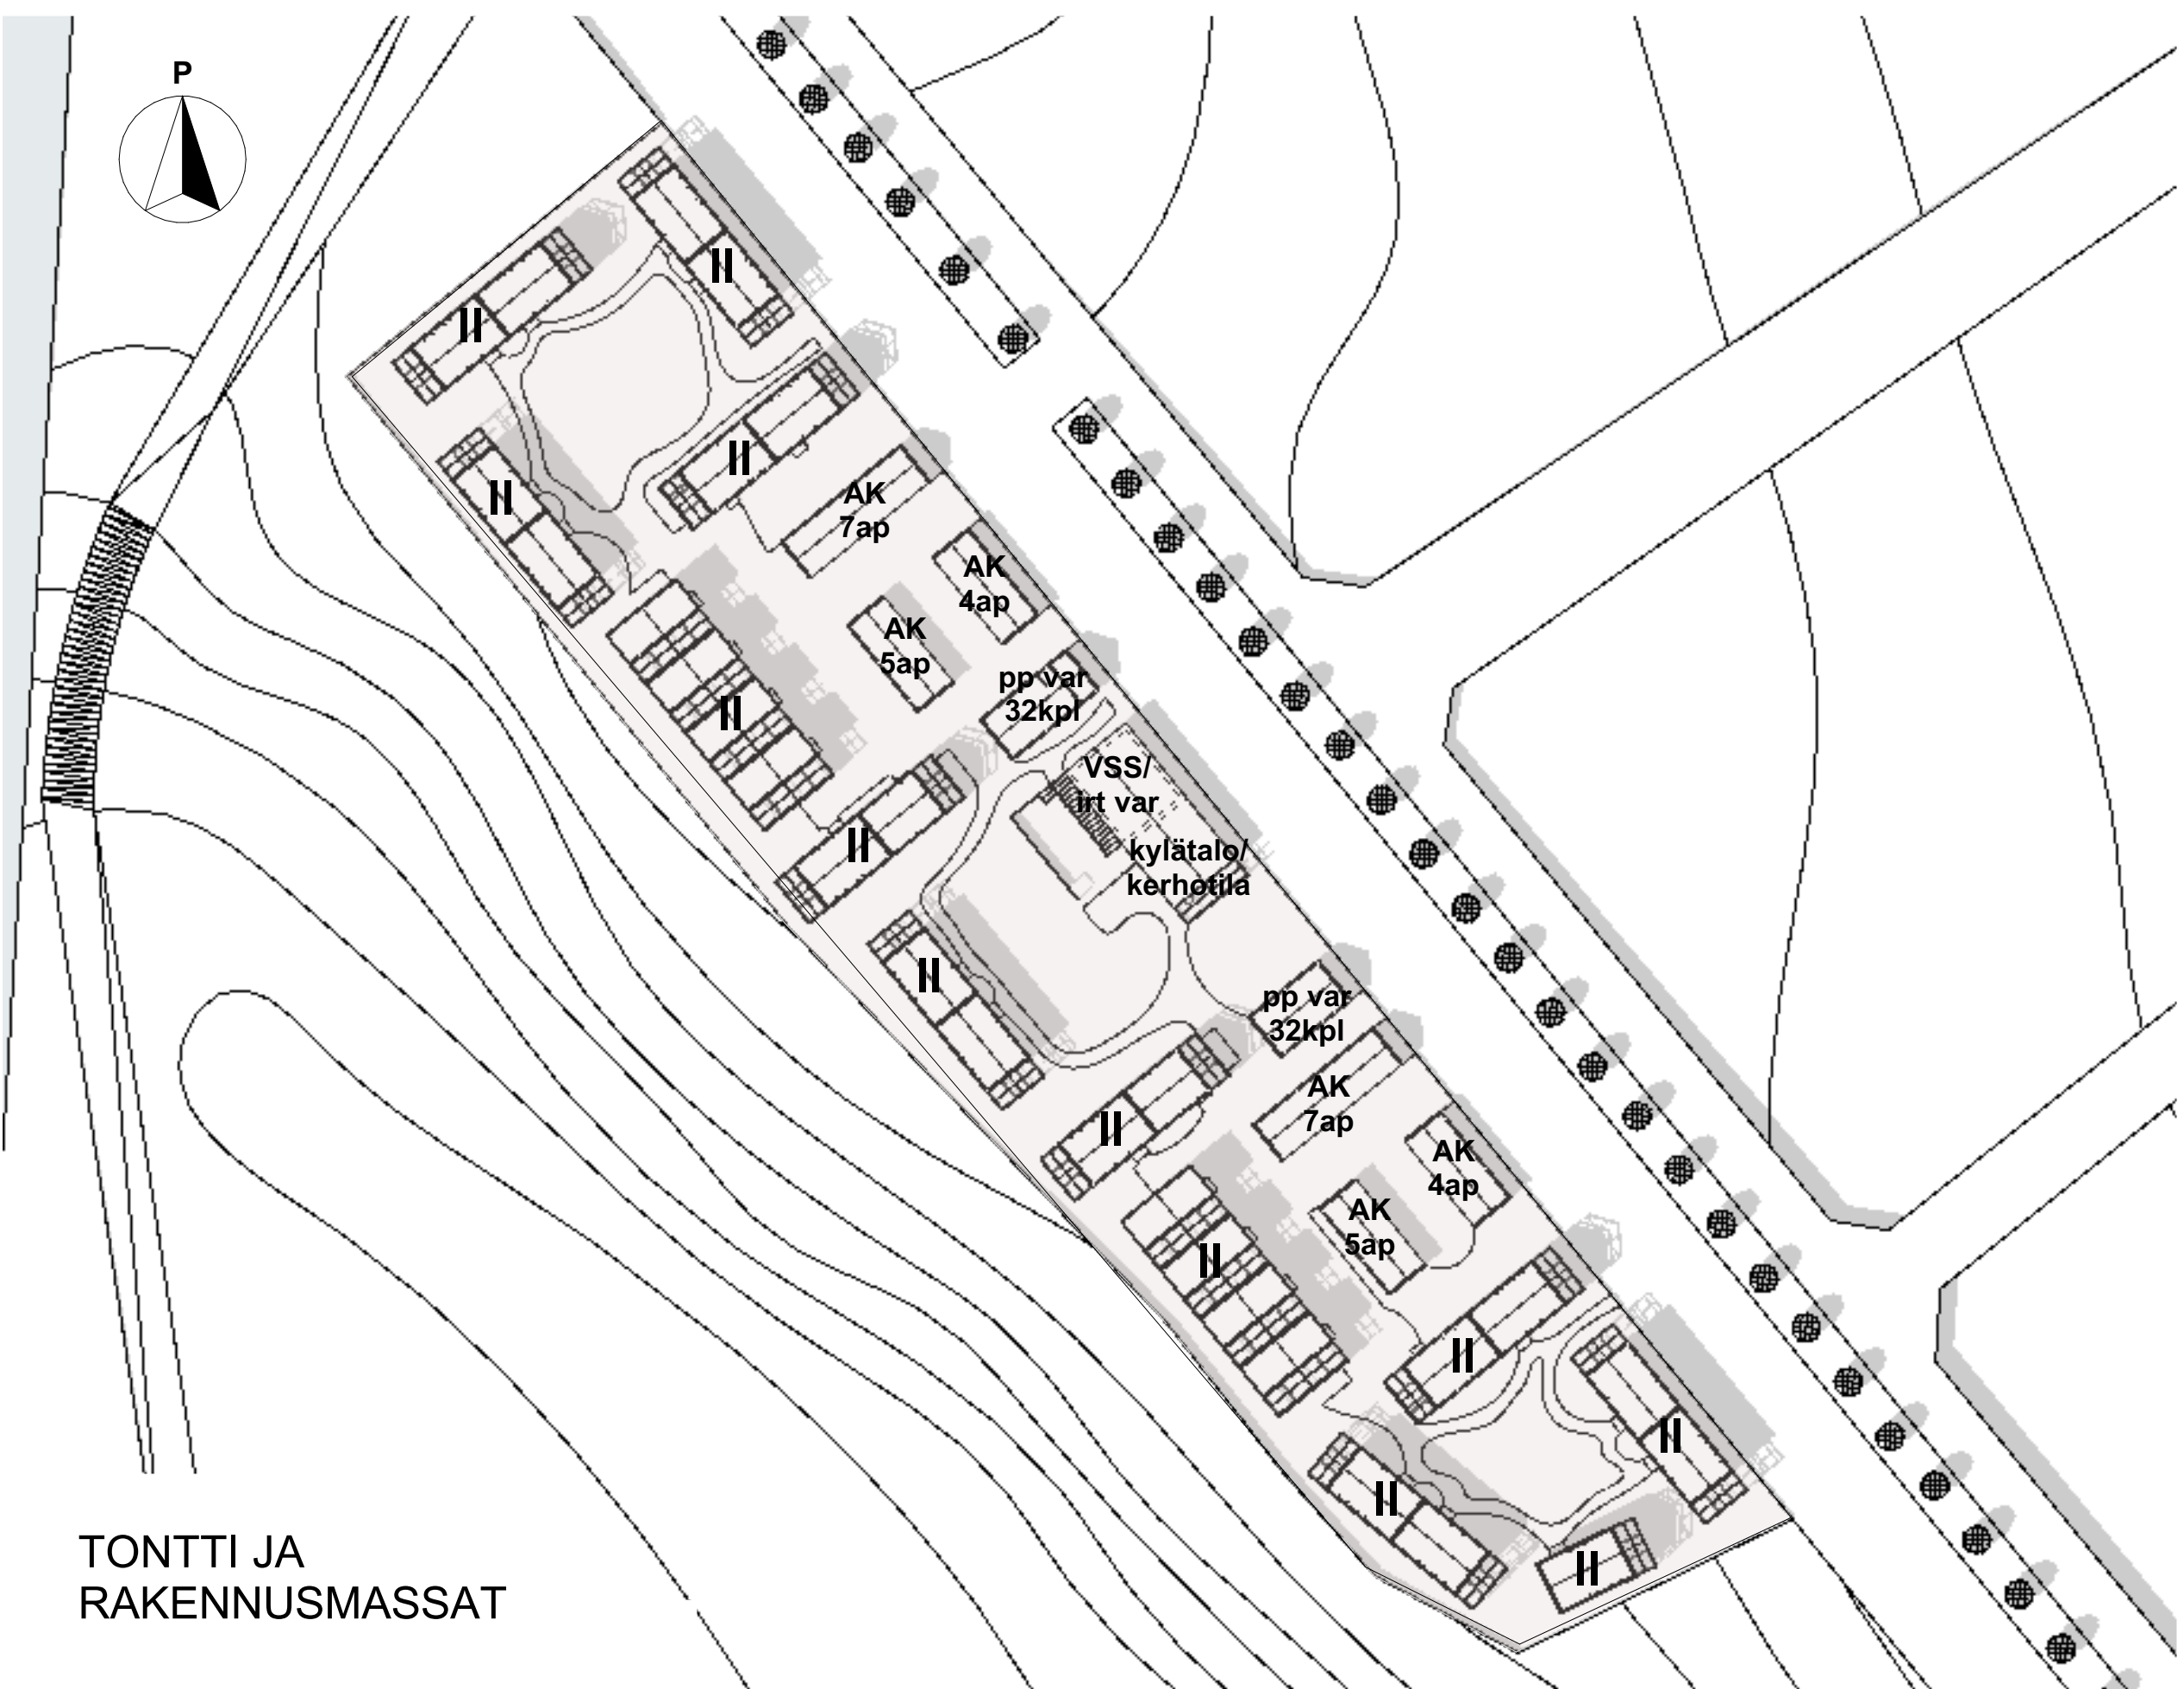 P
II
II
II
II
AK
7ap
AK
4ap
AK
5ap
pp var
32kpl
II
VSS/
irt var
II
kylätalo/
kerhotila
II
pp var
32kpl
AK
7ap
II
AK
4ap
AK
5ap
II
II
II
II
II
TONTTI JA
RAKENNUSMASSAT